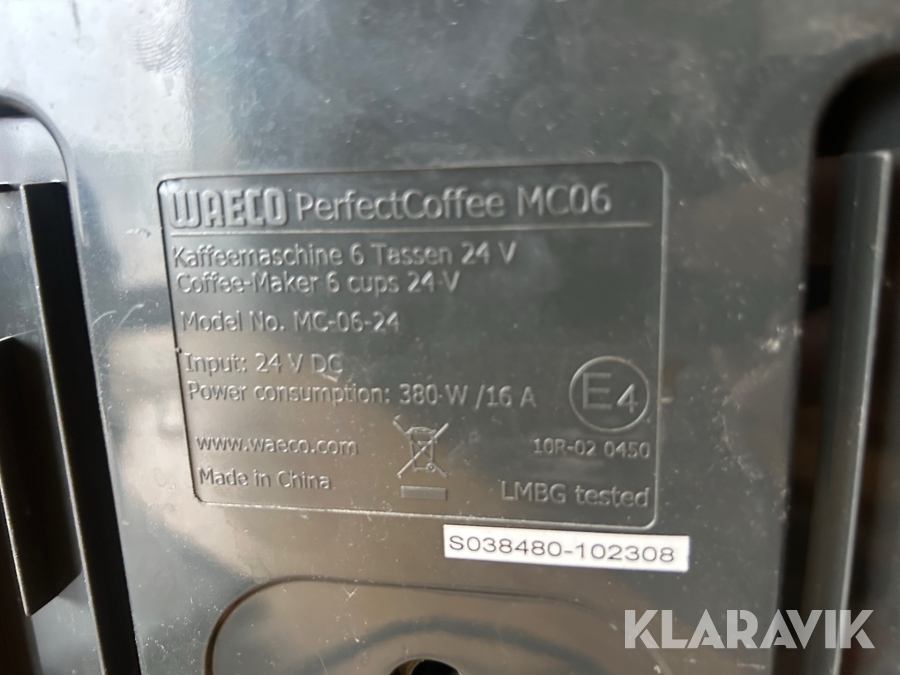 WAECO PerfectCoffee MC06
Kaffeemaschine 6 Tassen 24 V
Coffee-Maker 6 cups 24-V
Model No. MC-06-24
Input: 24 V DC
Power consumption: 380-W /16 A
E4
www.waeco.com
10R-02 0450
Made in China
LMBG tested
S038480-102308
KLARAVIK